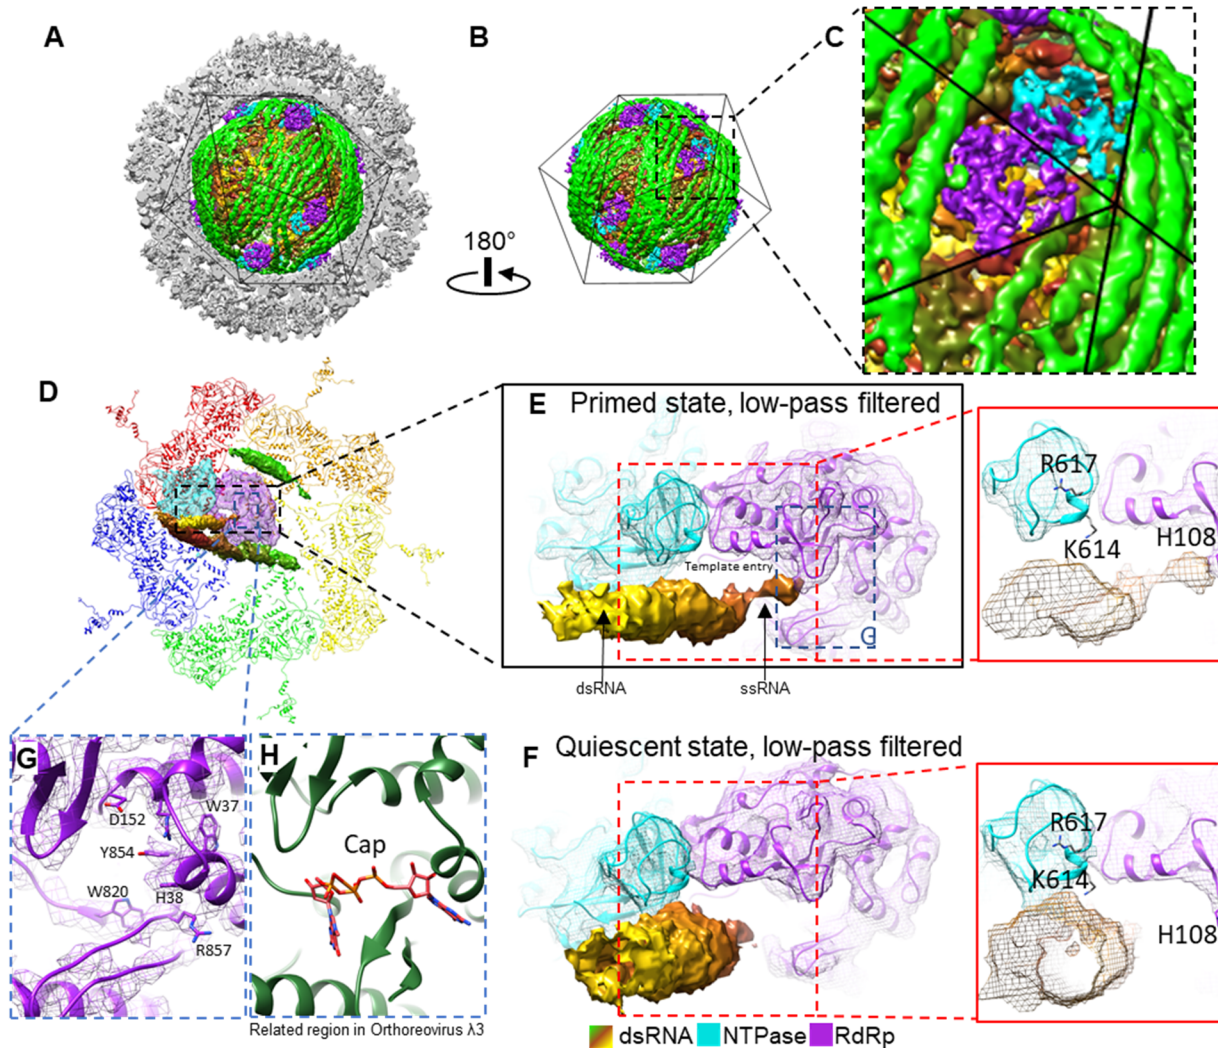 A
B
C
180°
D
E
Primed state, low-pass filtered
Template entry
G
dsRNA
ssRNA
R617
K614
H108
F
Quiescent state, low-pass filtered
R617
K614
H108
G
D152
W37
Y854
W820
H38
R857
H
Cap
Related region in Orthoreovirus λ3
dsRNA NTPase RdRp